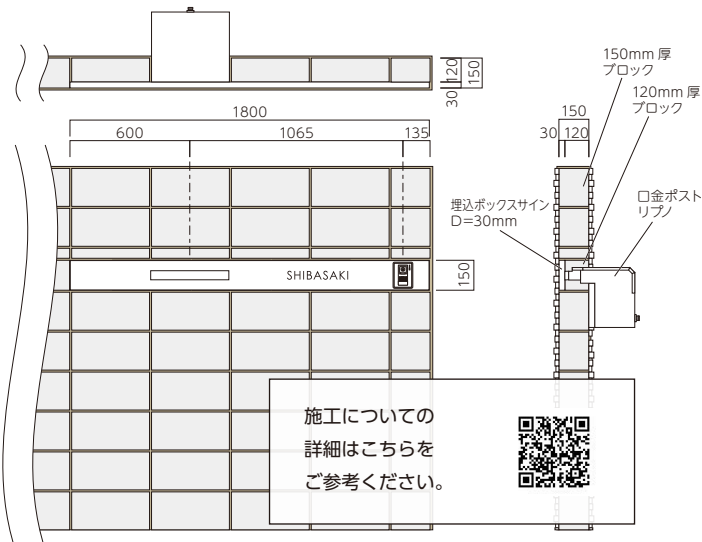 120
150
30
1800
600
1065
135
SHIBASAKI
150
150mm 厚
ブロック
120mm 厚
ブロック
150
30
120
埋込ボックスサイン
D=30mm
口金ポスト
リプノ
施工についての
詳細はこちらを
ご参考ください。